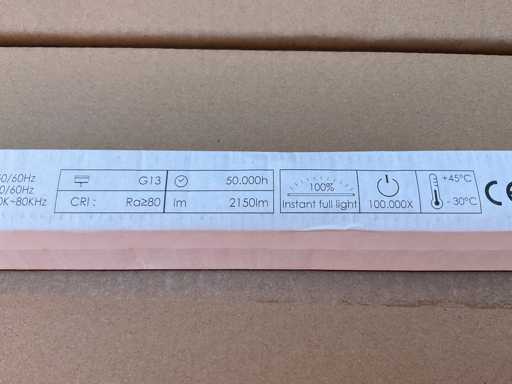 50/60Hz
0/60Hz
0K~80KHz
G13
50.000h
CRI :
Ra≥80
lm
2150lm
100%
Instant full light
100.000X
+45°C
- 30°C
CE